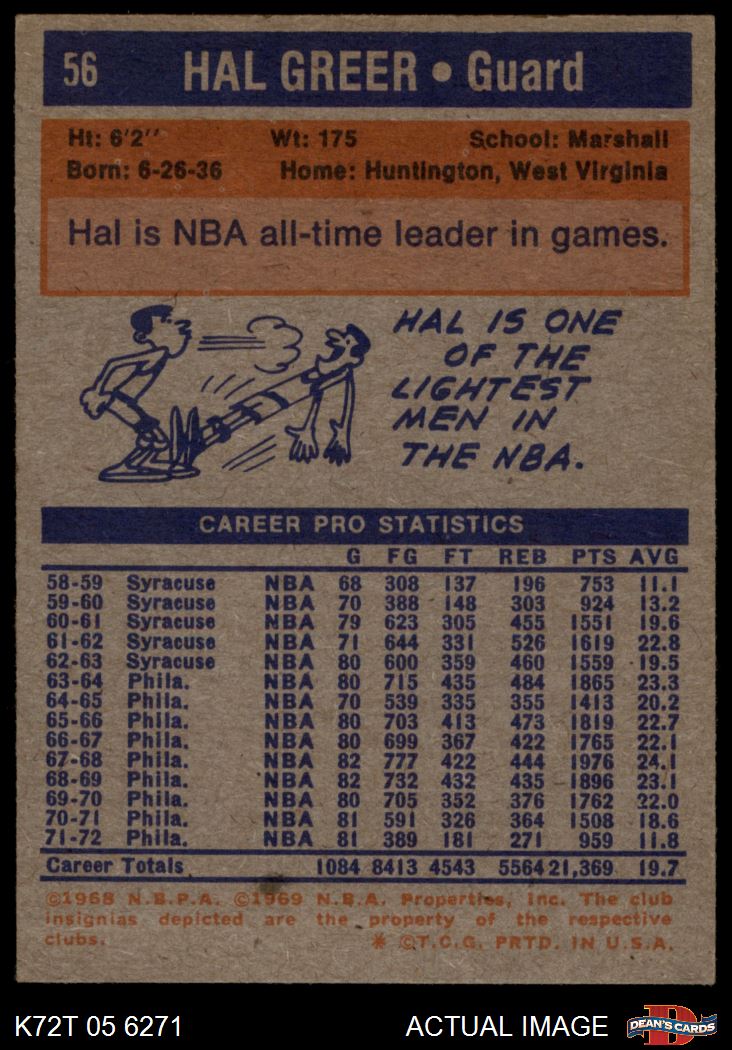 56 HAL GREER • Guard
Ht: 6'2'' Wt: 175 School: Marshall
Born: 6-26-36 Home: Huntington, West Virginia
Hal is NBA all-time leader in games.
HAL IS ONE
OF THE
LIGHTEST
MEN IN
THE NBA.
CAREER PRO STATISTICS
G FG FT REB PTS AVG
58-59 Syracuse NBA 68 308 137 196 753 11.1
59-60 Syracuse NBA 70 388 148 303 924 13.2
60-61 Syracuse NBA 79 623 305 455 1551 19.6
61-62 Syracuse NBA 71 644 331 526 1619 22.8
62-63 Syracuse NBA 80 600 359 460 1559 19.5
63-64 Phila. NBA 80 715 435 484 1865 23.3
64-65 Phila. NBA 70 539 335 355 1413 20.2
65-66 Phila. NBA 80 703 413 473 1819 22.7
66-67 Phila. NBA 80 699 367 422 1765 22.1
67-68 Phila. NBA 82 777 422 444 1976 24.1
68-69 Phila. NBA 82 732 432 435 1896 23.1
69-70 Phila. NBA 80 705 352 376 1762 22.0
70-71 Phila. NBA 81 591 326 364 1508 18.6
71-72 Phila. NBA 81 389 181 271 959 11.8
Career Totals 1084 8413 4543 5564 21,369 19.7
©1968 N.B.P.A. ©1969 N.B.A. Properties, Inc. The club
insignias depicted are the property of the respective
clubs. * ©T.C.G. PRTD. IN U.S.A.
K72T 05 6271 ACTUAL IMAGE DEAN'S CARDS